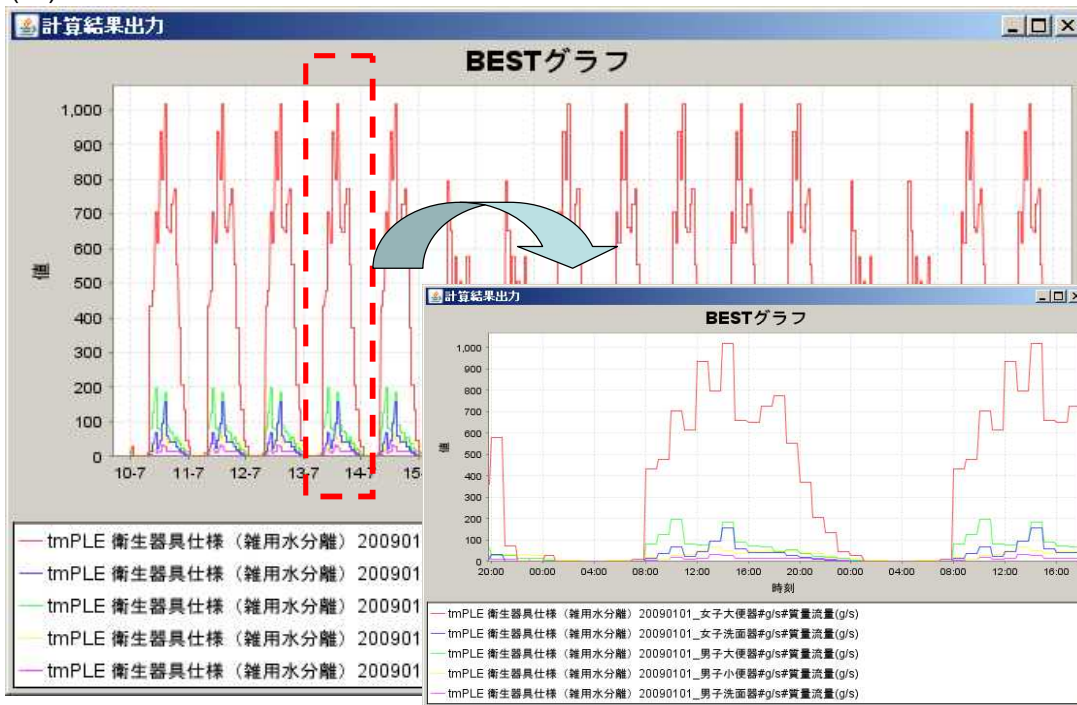 計算結果出力
BESTグラフ
1,000
900
800
700
600
500
400
300
200
100
0
値
10-7 11-7 12-7 13-7 14-7 15
tmPLE 衛生器具仕様（雑用水分離）200901
tmPLE 衛生器具仕様（雑用水分離）200901
tmPLE 衛生器具仕様（雑用水分離）200901
tmPLE 衛生器具仕様（雑用水分離）200901
tmPLE 衛生器具仕様（雑用水分離）200901
計算結果出力
BESTグラフ
1,000
900
800
700
600
500
400
300
200
100
0
値
20:00 00:00 04:00 08:00 12:00 16:00 20:00 00:00 04:00 08:00 12:00 16:00
時刻
tmPLE 衛生器具仕様（雑用水分離）20090101_女子大便器#g/s#質量流量(g/s)
tmPLE 衛生器具仕様（雑用水分離）20090101_女子洗面器#g/s#質量流量(g/s)
tmPLE 衛生器具仕様（雑用水分離）20090101_男子大便器#g/s#質量流量(g/s)
tmPLE 衛生器具仕様（雑用水分離）20090101_男子小便器#g/s#質量流量(g/s)
tmPLE 衛生器具仕様（雑用水分離）20090101_男子洗面器#g/s#質量流量(g/s)